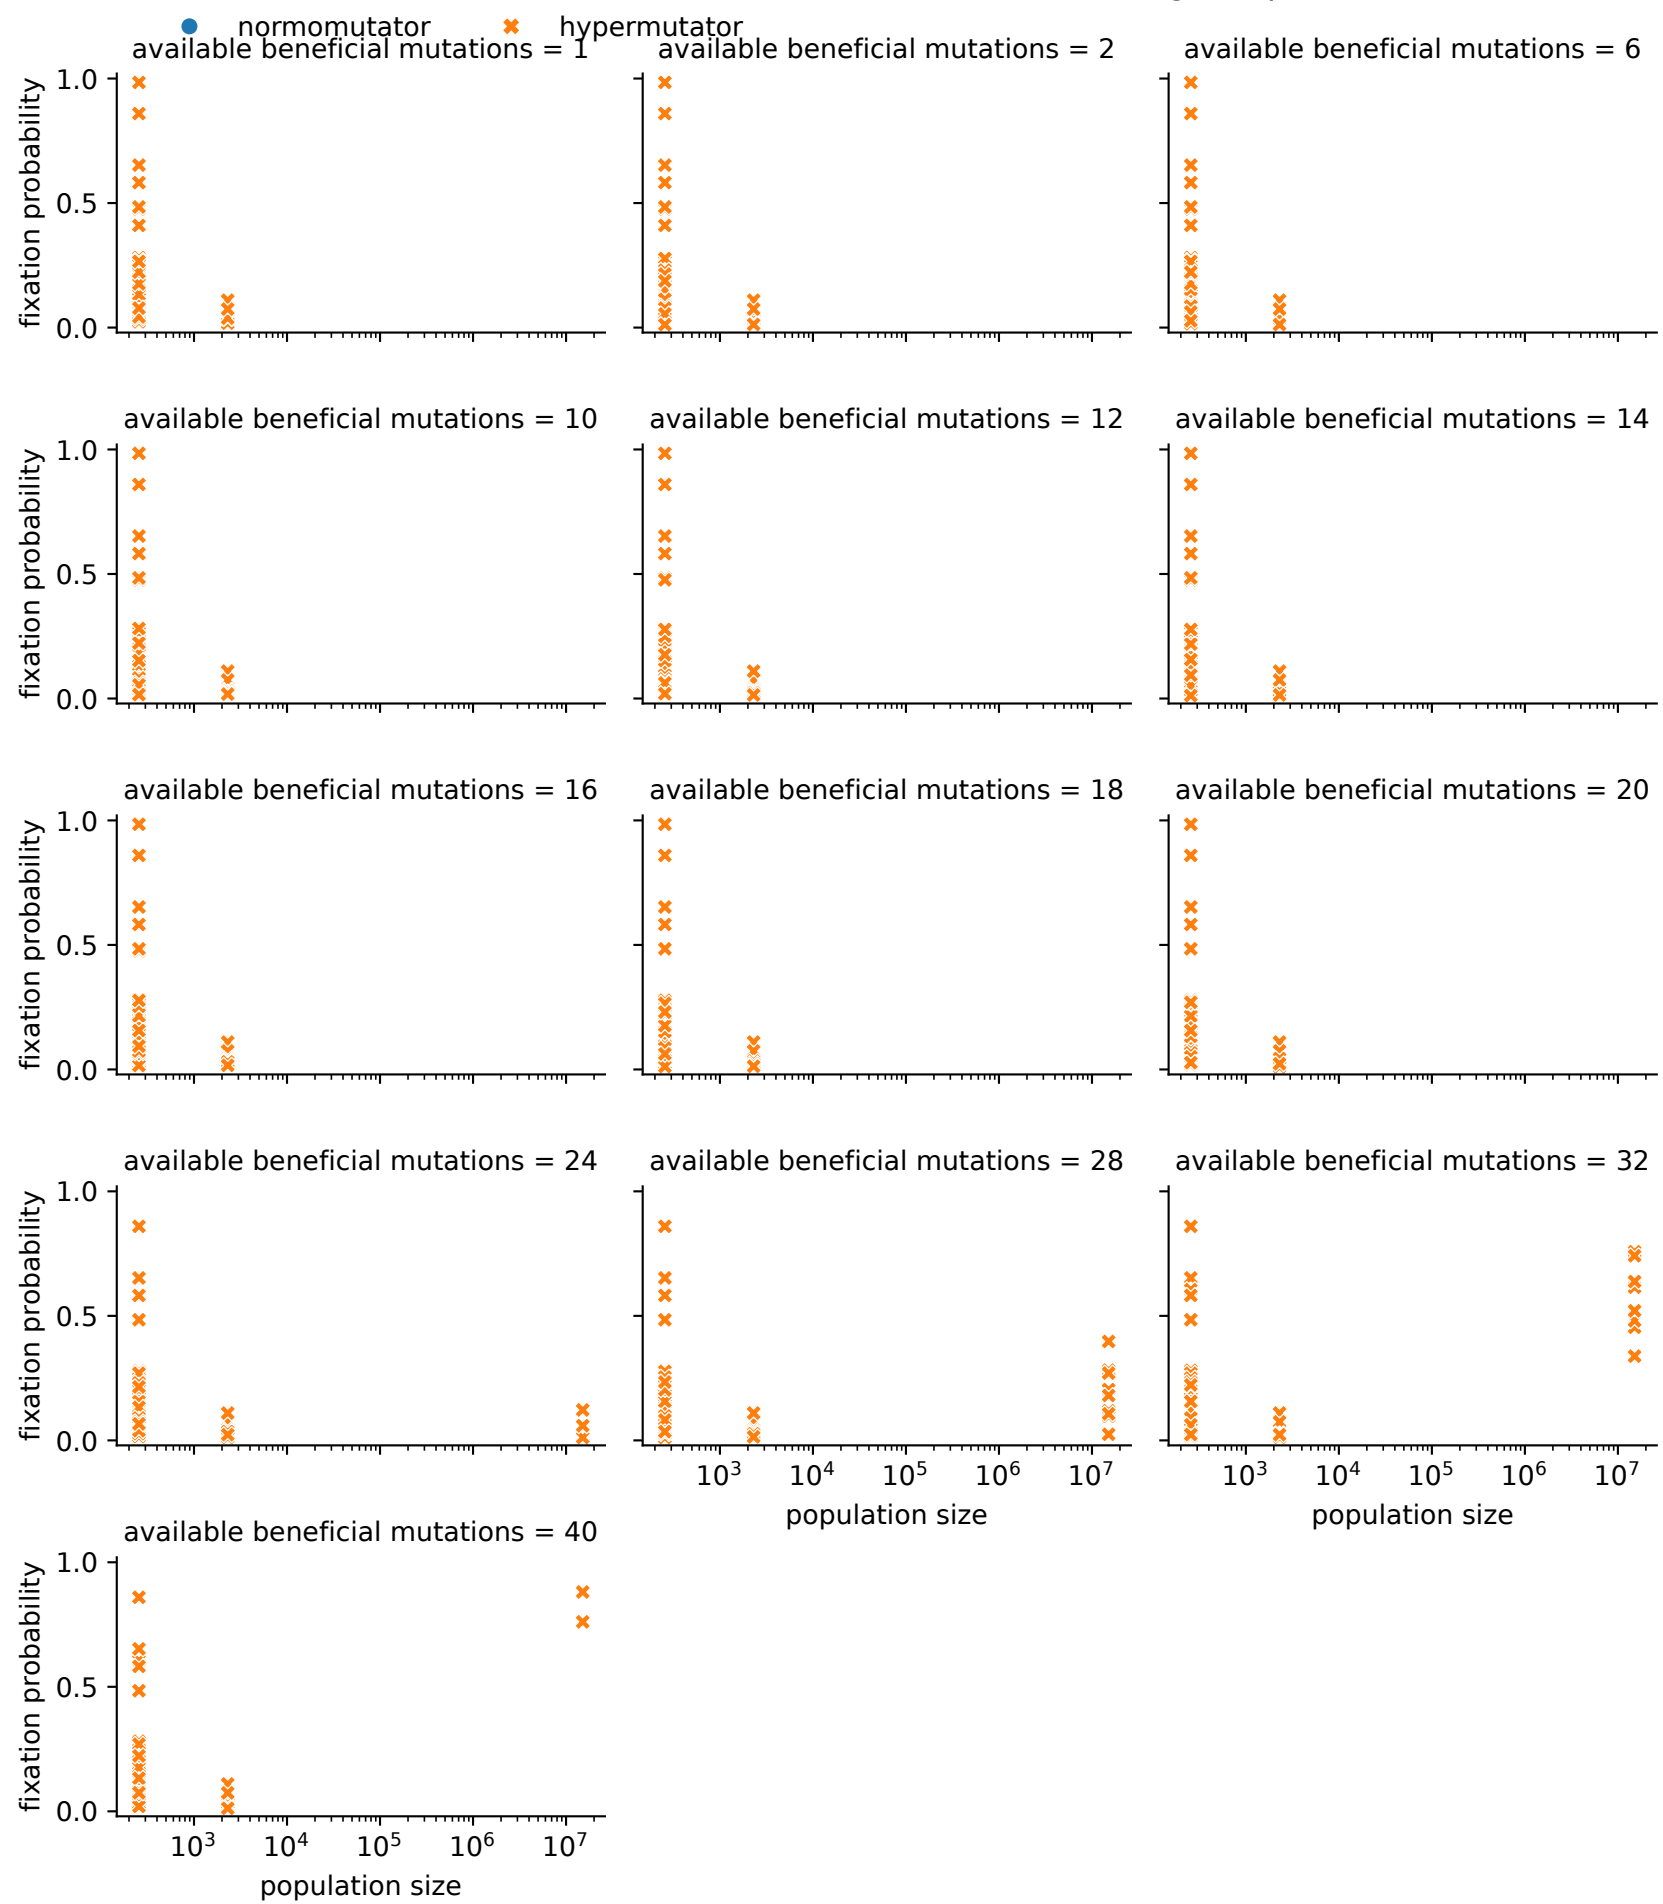 normomutator hypermutator
available beneficial mutations = 1 available beneficial mutations = 2 available beneficial mutations = 6
fixation probability
1.0
0.5
0.0
available beneficial mutations = 10 available beneficial mutations = 12 available beneficial mutations = 14
fixation probability
1.0
0.5
0.0
available beneficial mutations = 16 available beneficial mutations = 18 available beneficial mutations = 20
fixation probability
1.0
0.5
0.0
available beneficial mutations = 24 available beneficial mutations = 28 available beneficial mutations = 32
fixation probability
1.0
0.5
0.0
10³ 10⁴ 10⁵ 10⁶ 10⁷ 10³ 10⁴ 10⁵ 10⁶ 10⁷
population size population size
available beneficial mutations = 40
fixation probability
1.0
0.5
0.0
10³ 10⁴ 10⁵ 10⁶ 10⁷
population size